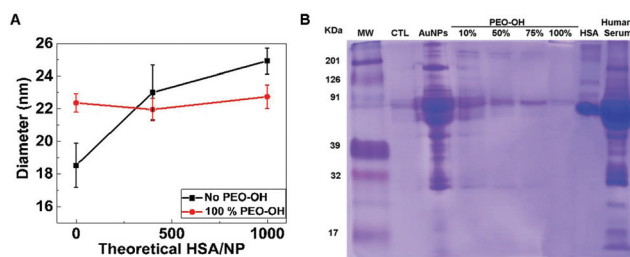 A
Diameter (nm)
26
24
22
20
18
16
No PEO-OH
100 % PEO-OH
0
500
1000
Theoretical HSA/NP
B
PEO-OH
Human
KDa
MW
CTL
AuNPs
10%
50%
75%
100%
HSA
Serum
201
126
91
39
32
17